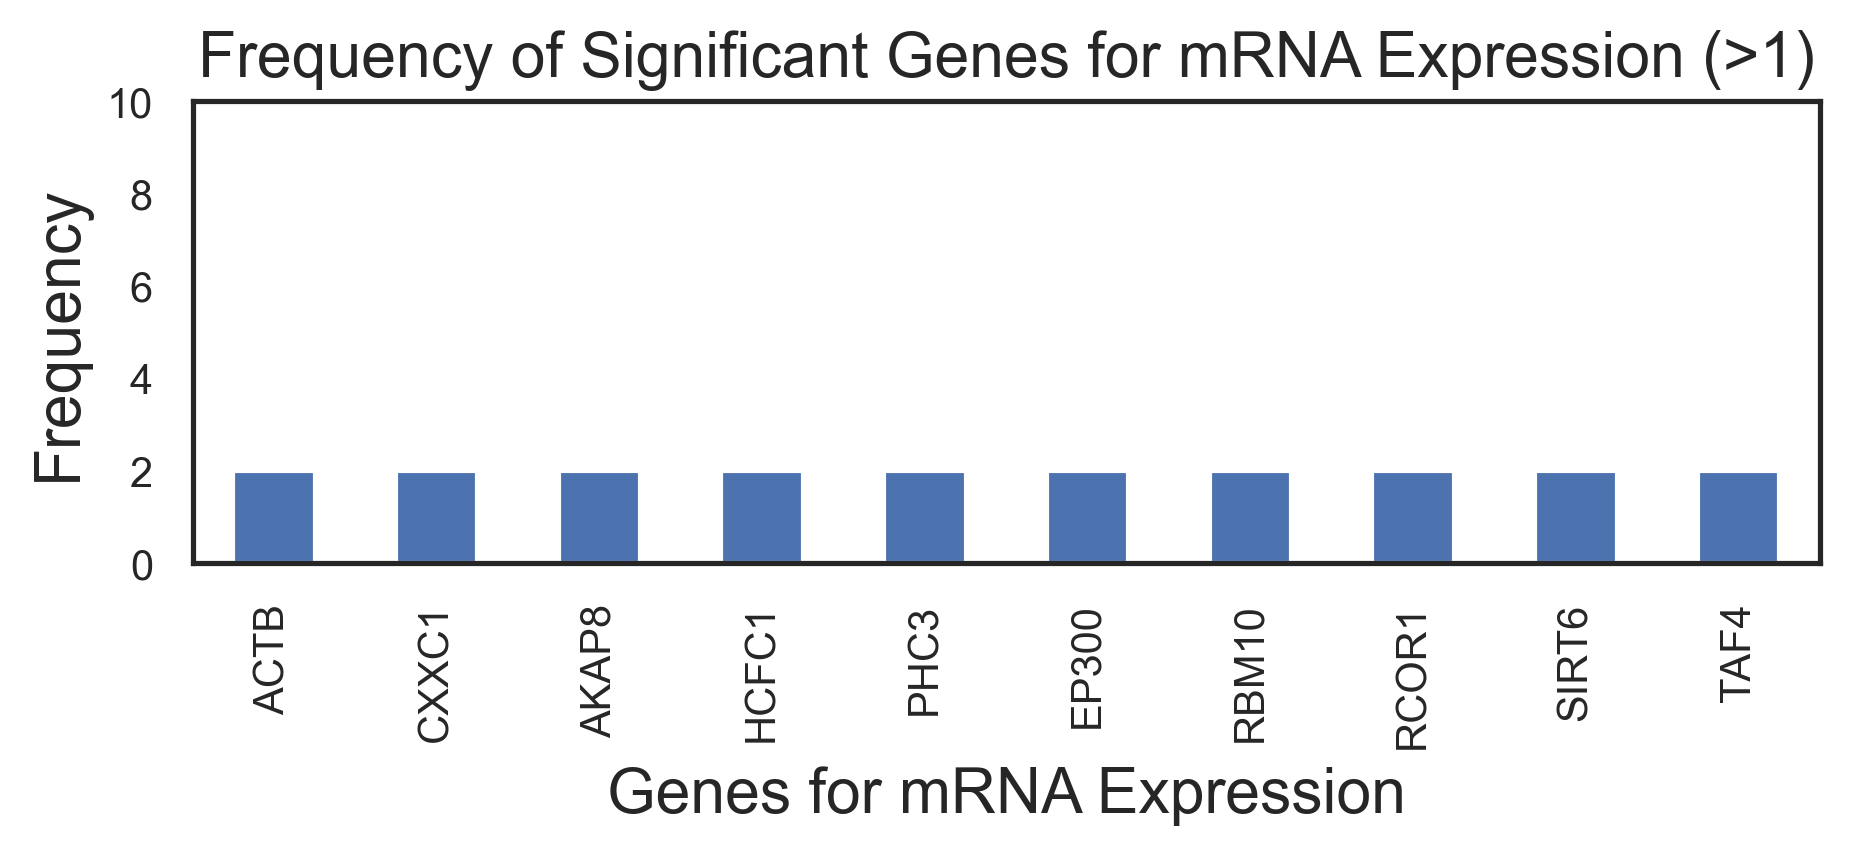 Frequency of Significant Genes for mRNA Expression (>1)
Frequency
10
8
6
4
2
0
ACTB
CXXC1
AKAP8
HCFC1
PHC3
EP300
RBM10
RCOR1
SIRT6
TAF4
Genes for mRNA Expression